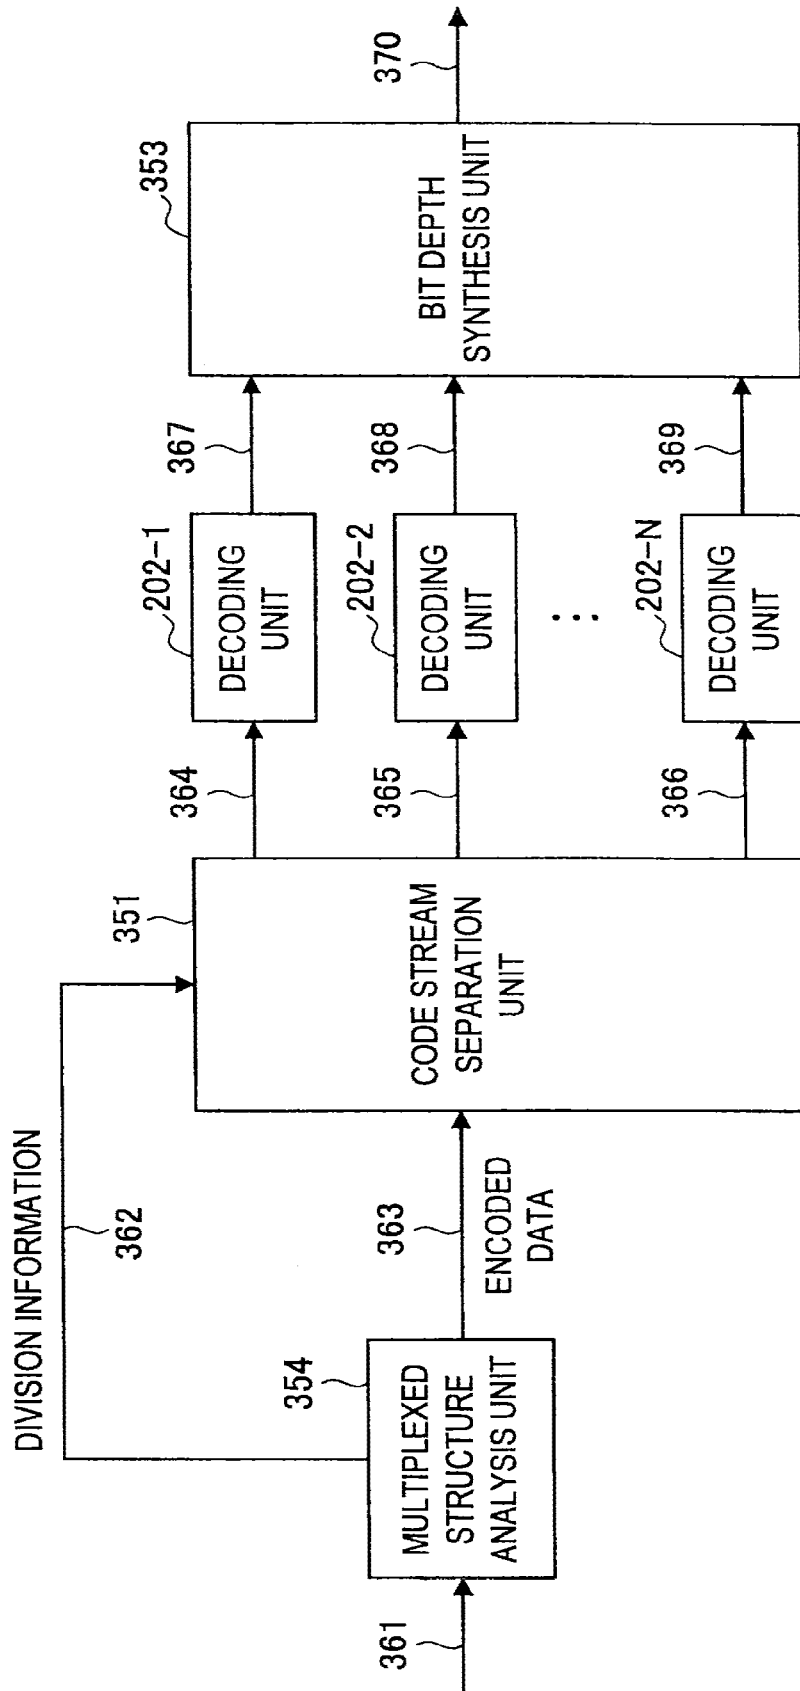 DIVISION INFORMATION
362
361
354
MULTIPLEXED
STRUCTURE
ANALYSIS UNIT
363
ENCODED
DATA
351
CODE STREAM
SEPARATION
UNIT
364
365
366
202-1
DECODING
UNIT
202-2
DECODING
UNIT
202-N
DECODING
UNIT
367
368
369
353
BIT DEPTH
SYNTHESIS UNIT
370